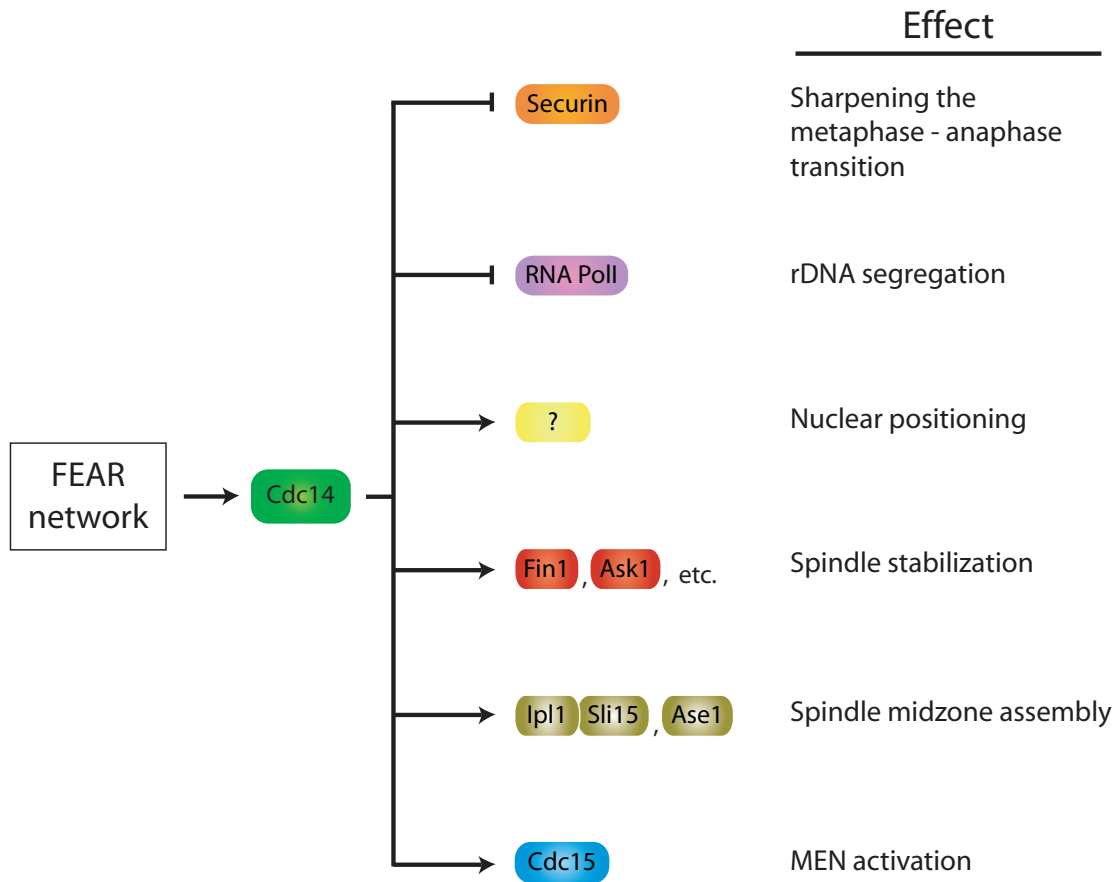 Effect
Securin
Sharpening the
metaphase - anaphase
transition
RNA PolI
rDNA segregation
?
Nuclear positioning
FEAR
network
Cdc14
Fin1 , Ask1 , etc.
Spindle stabilization
Ipl1 Sli15 , Ase1
Spindle midzone assembly
Cdc15
MEN activation